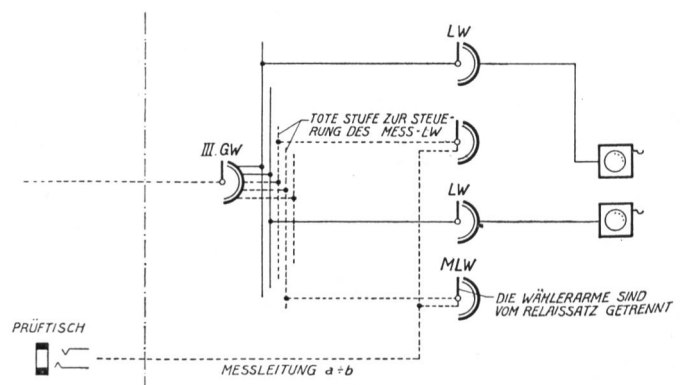 LW
TOTE STUFE ZUR STEUE-
RUNG DES MESS-LW
III. GW
LW
MLW
DIE WÄHLERARME SIND
VOM RELAISSATZ GETRENNT
PRÜFTISCH
MESSLEITUNG a÷b